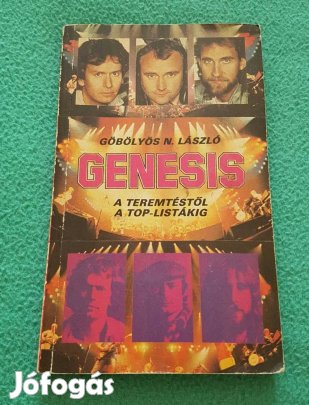 GÖBÖLYÖS N. LÁSZLÓ
GENESIS
A TEREMTÉSTŐL
A TOP-LISTÁKIG
Jófogás